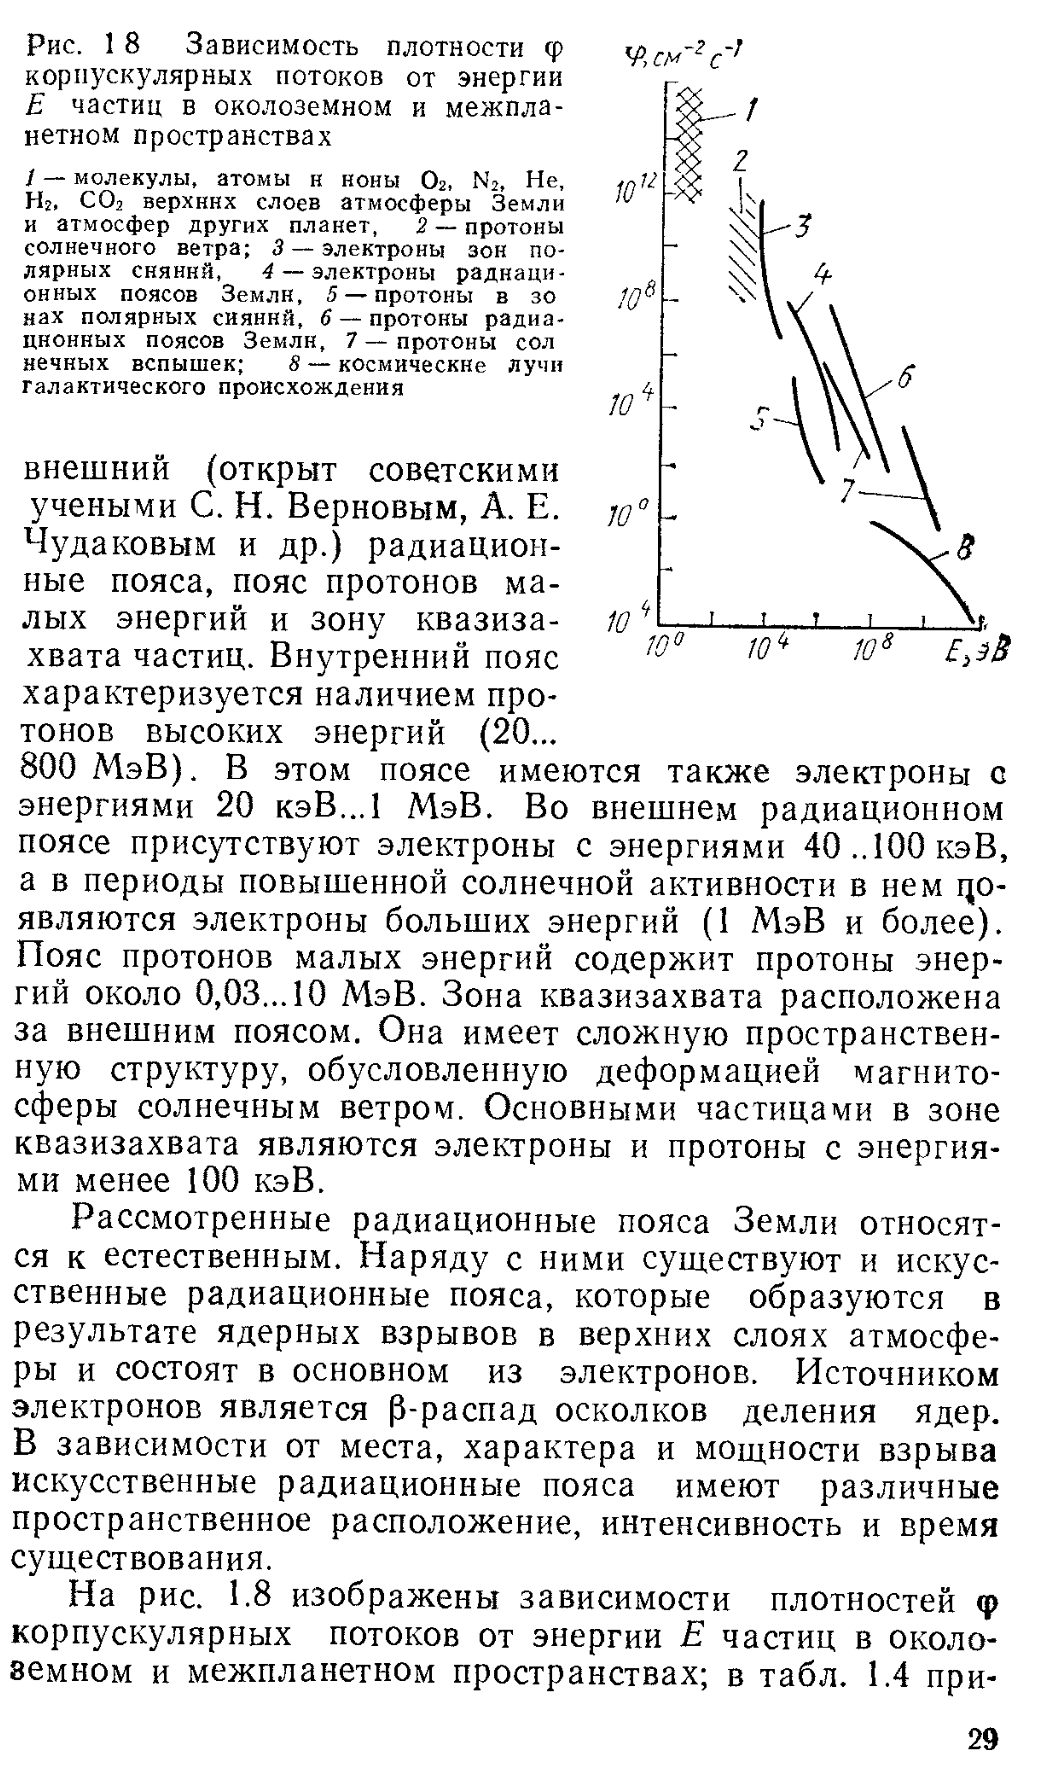 Рис. 1 8 Зависимость плотности φ
корпускулярных потоков от энергии
E частиц в околоземном и межпла-
нетном пространствах
1 — молекулы, атомы н ноны O₂, N₂, He,
H₂, CO₂ верхннх слоев атмосферы Земли
и атмосфер других планет, 2 — протоны
солнечного ветра; 3 — электроны зон по-
лярных сняннй, 4 — электроны раднаци-
онных поясов Землн, 5 — протоны в зо
нах полярных сияннй, 6 — протоны радиа-
цнонных поясов Землн, 7 — протоны сол
нечных вспышек; 8 — космическне лучи
галактического происхождения
φ, см⁻² с⁻¹
1
2
10¹²
3
4
10⁸
6
10⁴
5
7
10⁰
8
10⁴
10⁰ 10⁴ 10⁸ E, эВ
внешний (открыт советскими
учеными С. Н. Верновым, А. Е.
Чудаковым и др.) радиацион-
ные пояса, пояс протонов ма-
лых энергий и зону квазиза-
хвата частиц. Внутренний пояс
характеризуется наличием про-
тонов высоких энергий (20...
800 МэВ). В этом поясе имеются также электроны с
энергиями 20 кэВ...1 МэВ. Во внешнем радиационном
поясе присутствуют электроны с энергиями 40 ..100 кэВ,
а в периоды повышенной солнечной активности в нем по-
являются электроны больших энергий (1 МэВ и более).
Пояс протонов малых энергий содержит протоны энер-
гий около 0,03...10 МэВ. Зона квазизахвата расположена
за внешним поясом. Она имеет сложную пространствен-
ную структуру, обусловленную деформацией магнито-
сферы солнечным ветром. Основными частицами в зоне
квазизахвата являются электроны и протоны с энергия-
ми менее 100 кэВ.
Рассмотренные радиационные пояса Земли относят-
ся к естественным. Наряду с ними существуют и искус-
ственные радиационные пояса, которые образуются в
результате ядерных взрывов в верхних слоях атмосфе-
ры и состоят в основном из электронов. Источником
электронов является β-распад осколков деления ядер.
В зависимости от места, характера и мощности взрыва
искусственные радиационные пояса имеют различные
пространственное расположение, интенсивность и время
существования.
На рис. 1.8 изображены зависимости плотностей φ
корпускулярных потоков от энергии E частиц в около-
земном и межпланетном пространствах; в табл. 1.4 при-
29